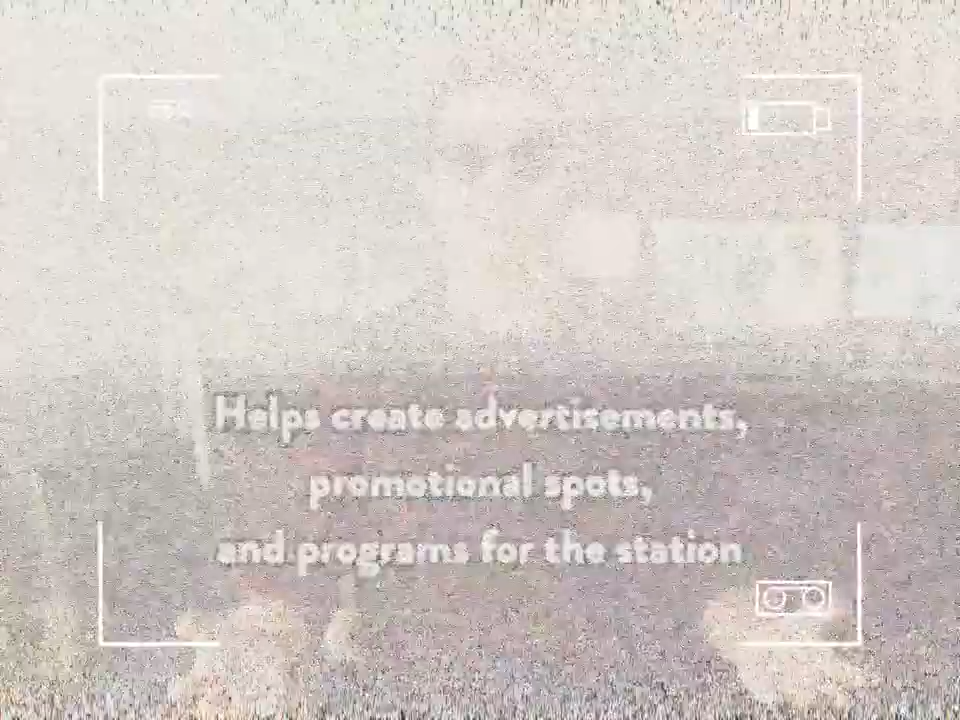 Helps create advertisements,
promotional spots,
and programs for the station